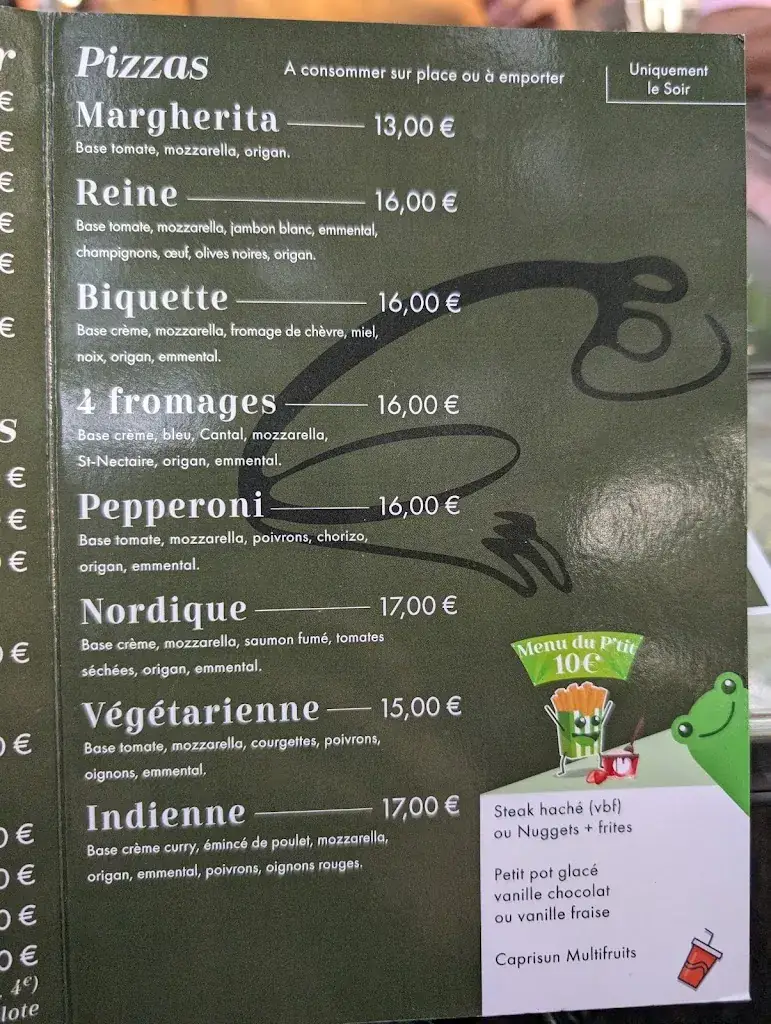 Pizzas
A consommer sur place ou à emporter
Uniquement
le Soir
Margherita 13,00 €
Base tomate, mozzarella, origan.
Reine 16,00 €
Base tomate, mozzarella, jambon blanc, emmental,
champignons, œuf, olives noires, origan.
Biquette 16,00 €
Base crème, mozzarella, fromage de chèvre, miel,
noix, origan, emmental.
4 fromages 16,00 €
Base crème, bleu, Cantal, mozzarella,
St-Nectaire, origan, emmental.
Pepperoni 16,00 €
Base tomate, mozzarella, poivrons, chorizo,
origan, emmental.
Nordique 17,00 €
Base crème, mozzarella, saumon fumé, tomates
séchées, origan, emmental.
Végétarienne 15,00 €
Base tomate, mozzarella, courgettes, poivrons,
oignons, emmental.
Indienne 17,00 €
Base crème curry, émincé de poulet, mozzarella,
origan, emmental, poivrons, oignons rouges.
Menu du P'tit
10€
Steak haché (vbf)
ou Nuggets + frites
Petit pot glacé
vanille chocolat
ou vanille fraise
Caprisun Multifruits
€
€
€
€
€
€
€
€
€
€
€
0 €
0 €
0 €
0 €
4e)